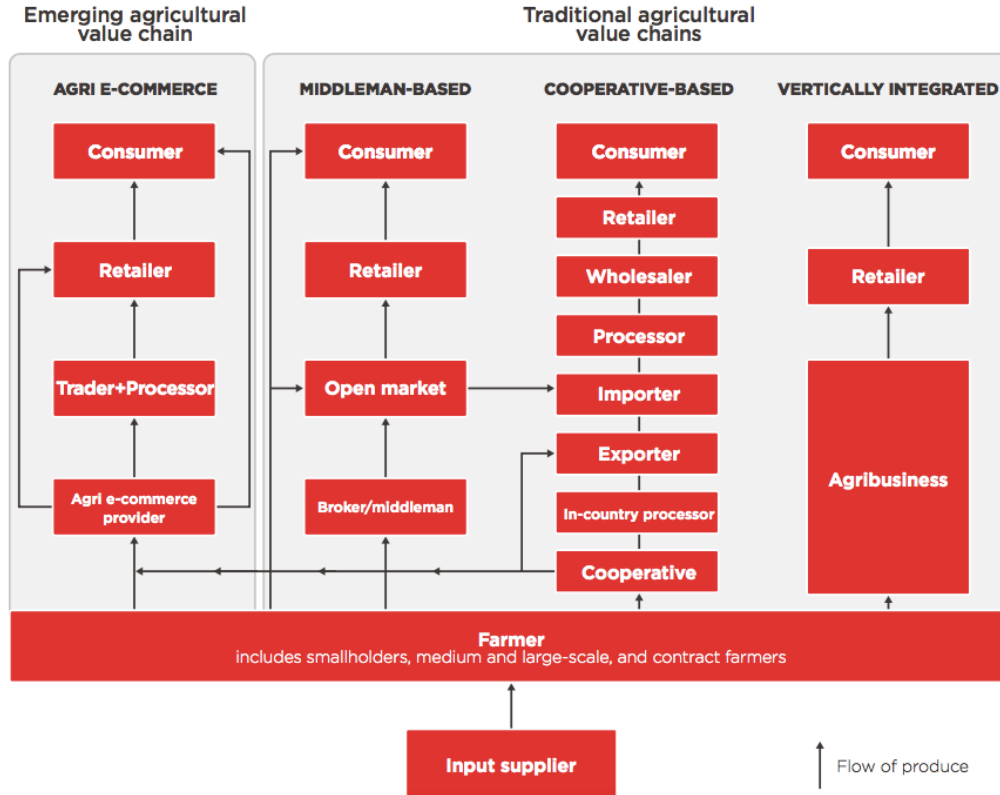 Emerging agricultural
value chain
Traditional agricultural
value chains
AGRI E-COMMERCE
Consumer
Retailer
Trader+Processor
Agri e-commerce
provider
MIDDLEMAN-BASED
Consumer
Retailer
Open market
Broker/middleman
COOPERATIVE-BASED
Consumer
Retailer
Wholesaler
Processor
Importer
Exporter
In-country processor
Cooperative
VERTICALLY INTEGRATED
Consumer
Retailer
Agribusiness
Farmer
includes smallholders, medium and large-scale, and contract farmers
Input supplier
Flow of produce